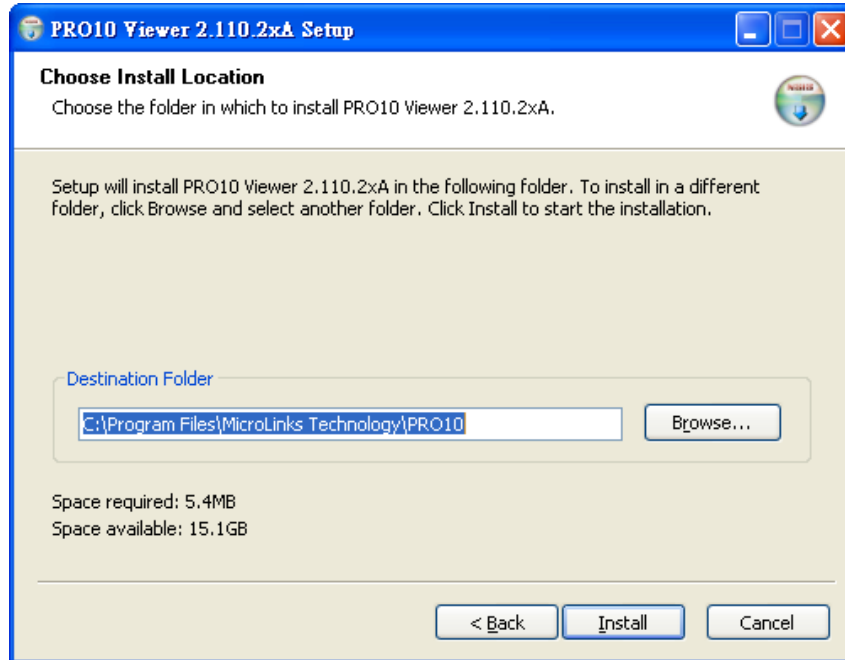 PRO10 Viewer 2.110.2xA Setup
Choose Install Location
Choose the folder in which to install PRO10 Viewer 2.110.2xA.
Setup will install PRO10 Viewer 2.110.2xA in the following folder. To install in a different
folder, click Browse and select another folder. Click Install to start the installation.
Destination Folder
C:\Program Files\MicroLinks Technology\PRO10
Browse...
Space required: 5.4MB
Space available: 15.1GB
< Back
Install
Cancel